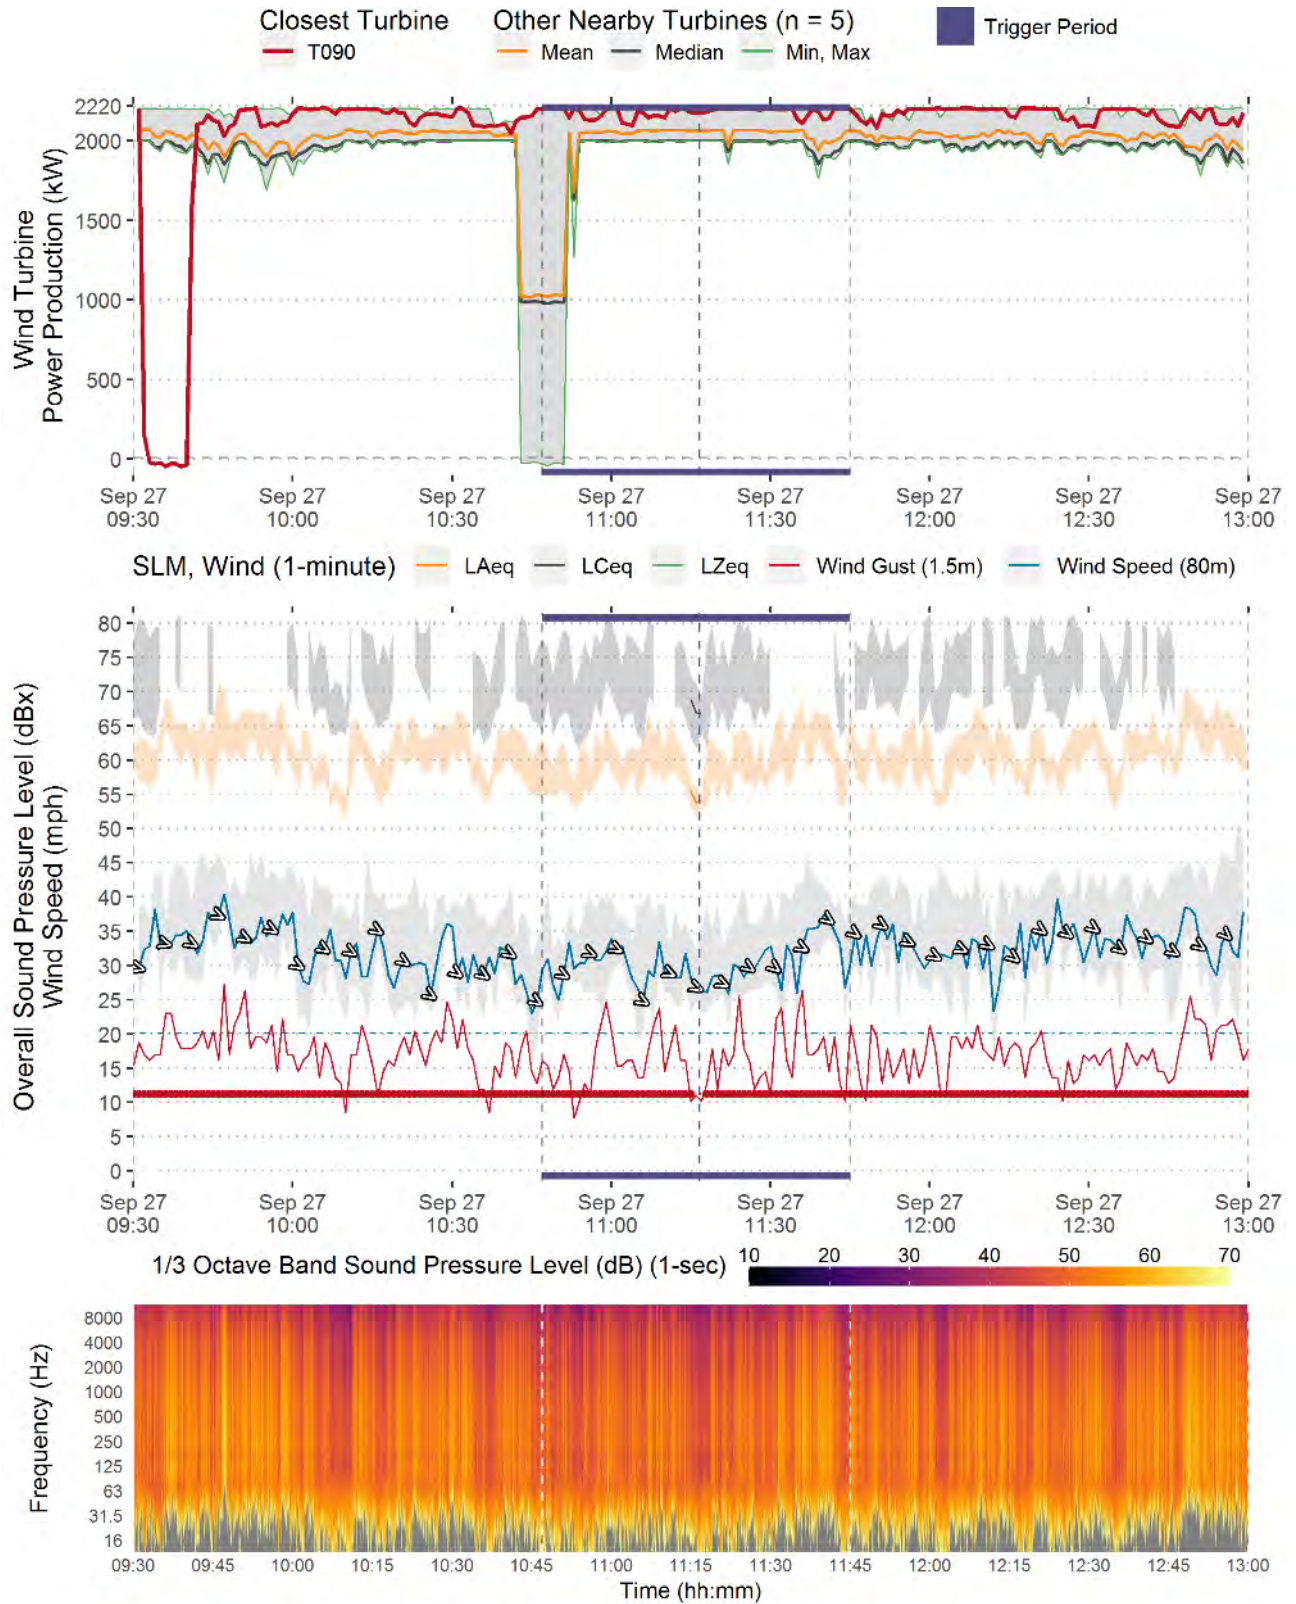 Closest Turbine Other Nearby Turbines (n = 5) Trigger Period
T090 Mean Median Min, Max
Wind Turbine
Power Production (kW)
2220
2000
1500
1000
500
0
Sep 27 Sep 27 Sep 27 Sep 27 Sep 27 Sep 27 Sep 27 Sep 27
09:30 10:00 10:30 11:00 11:30 12:00 12:30 13:00
SLM, Wind (1-minute) LAeq LCeq LZeq Wind Gust (1.5m) Wind Speed (80m)
Overall Sound Pressure Level (dBx)
Wind Speed (mph)
80
75
70
65
60
55
50
45
40
35
30
25
20
15
10
5
0
Sep 27 Sep 27 Sep 27 Sep 27 Sep 27 Sep 27 Sep 27 Sep 27
09:30 10:00 10:30 11:00 11:30 12:00 12:30 13:00
1/3 Octave Band Sound Pressure Level (dB) (1-sec)
10 20 30 40 50 60 70
Frequency (Hz)
8000
4000
2000
1000
500
250
125
63
31.5
16
09:30 09:45 10:00 10:15 10:30 10:45 11:00 11:15 11:30 11:45 12:00 12:15 12:30 12:45 13:00
Time (hh:mm)